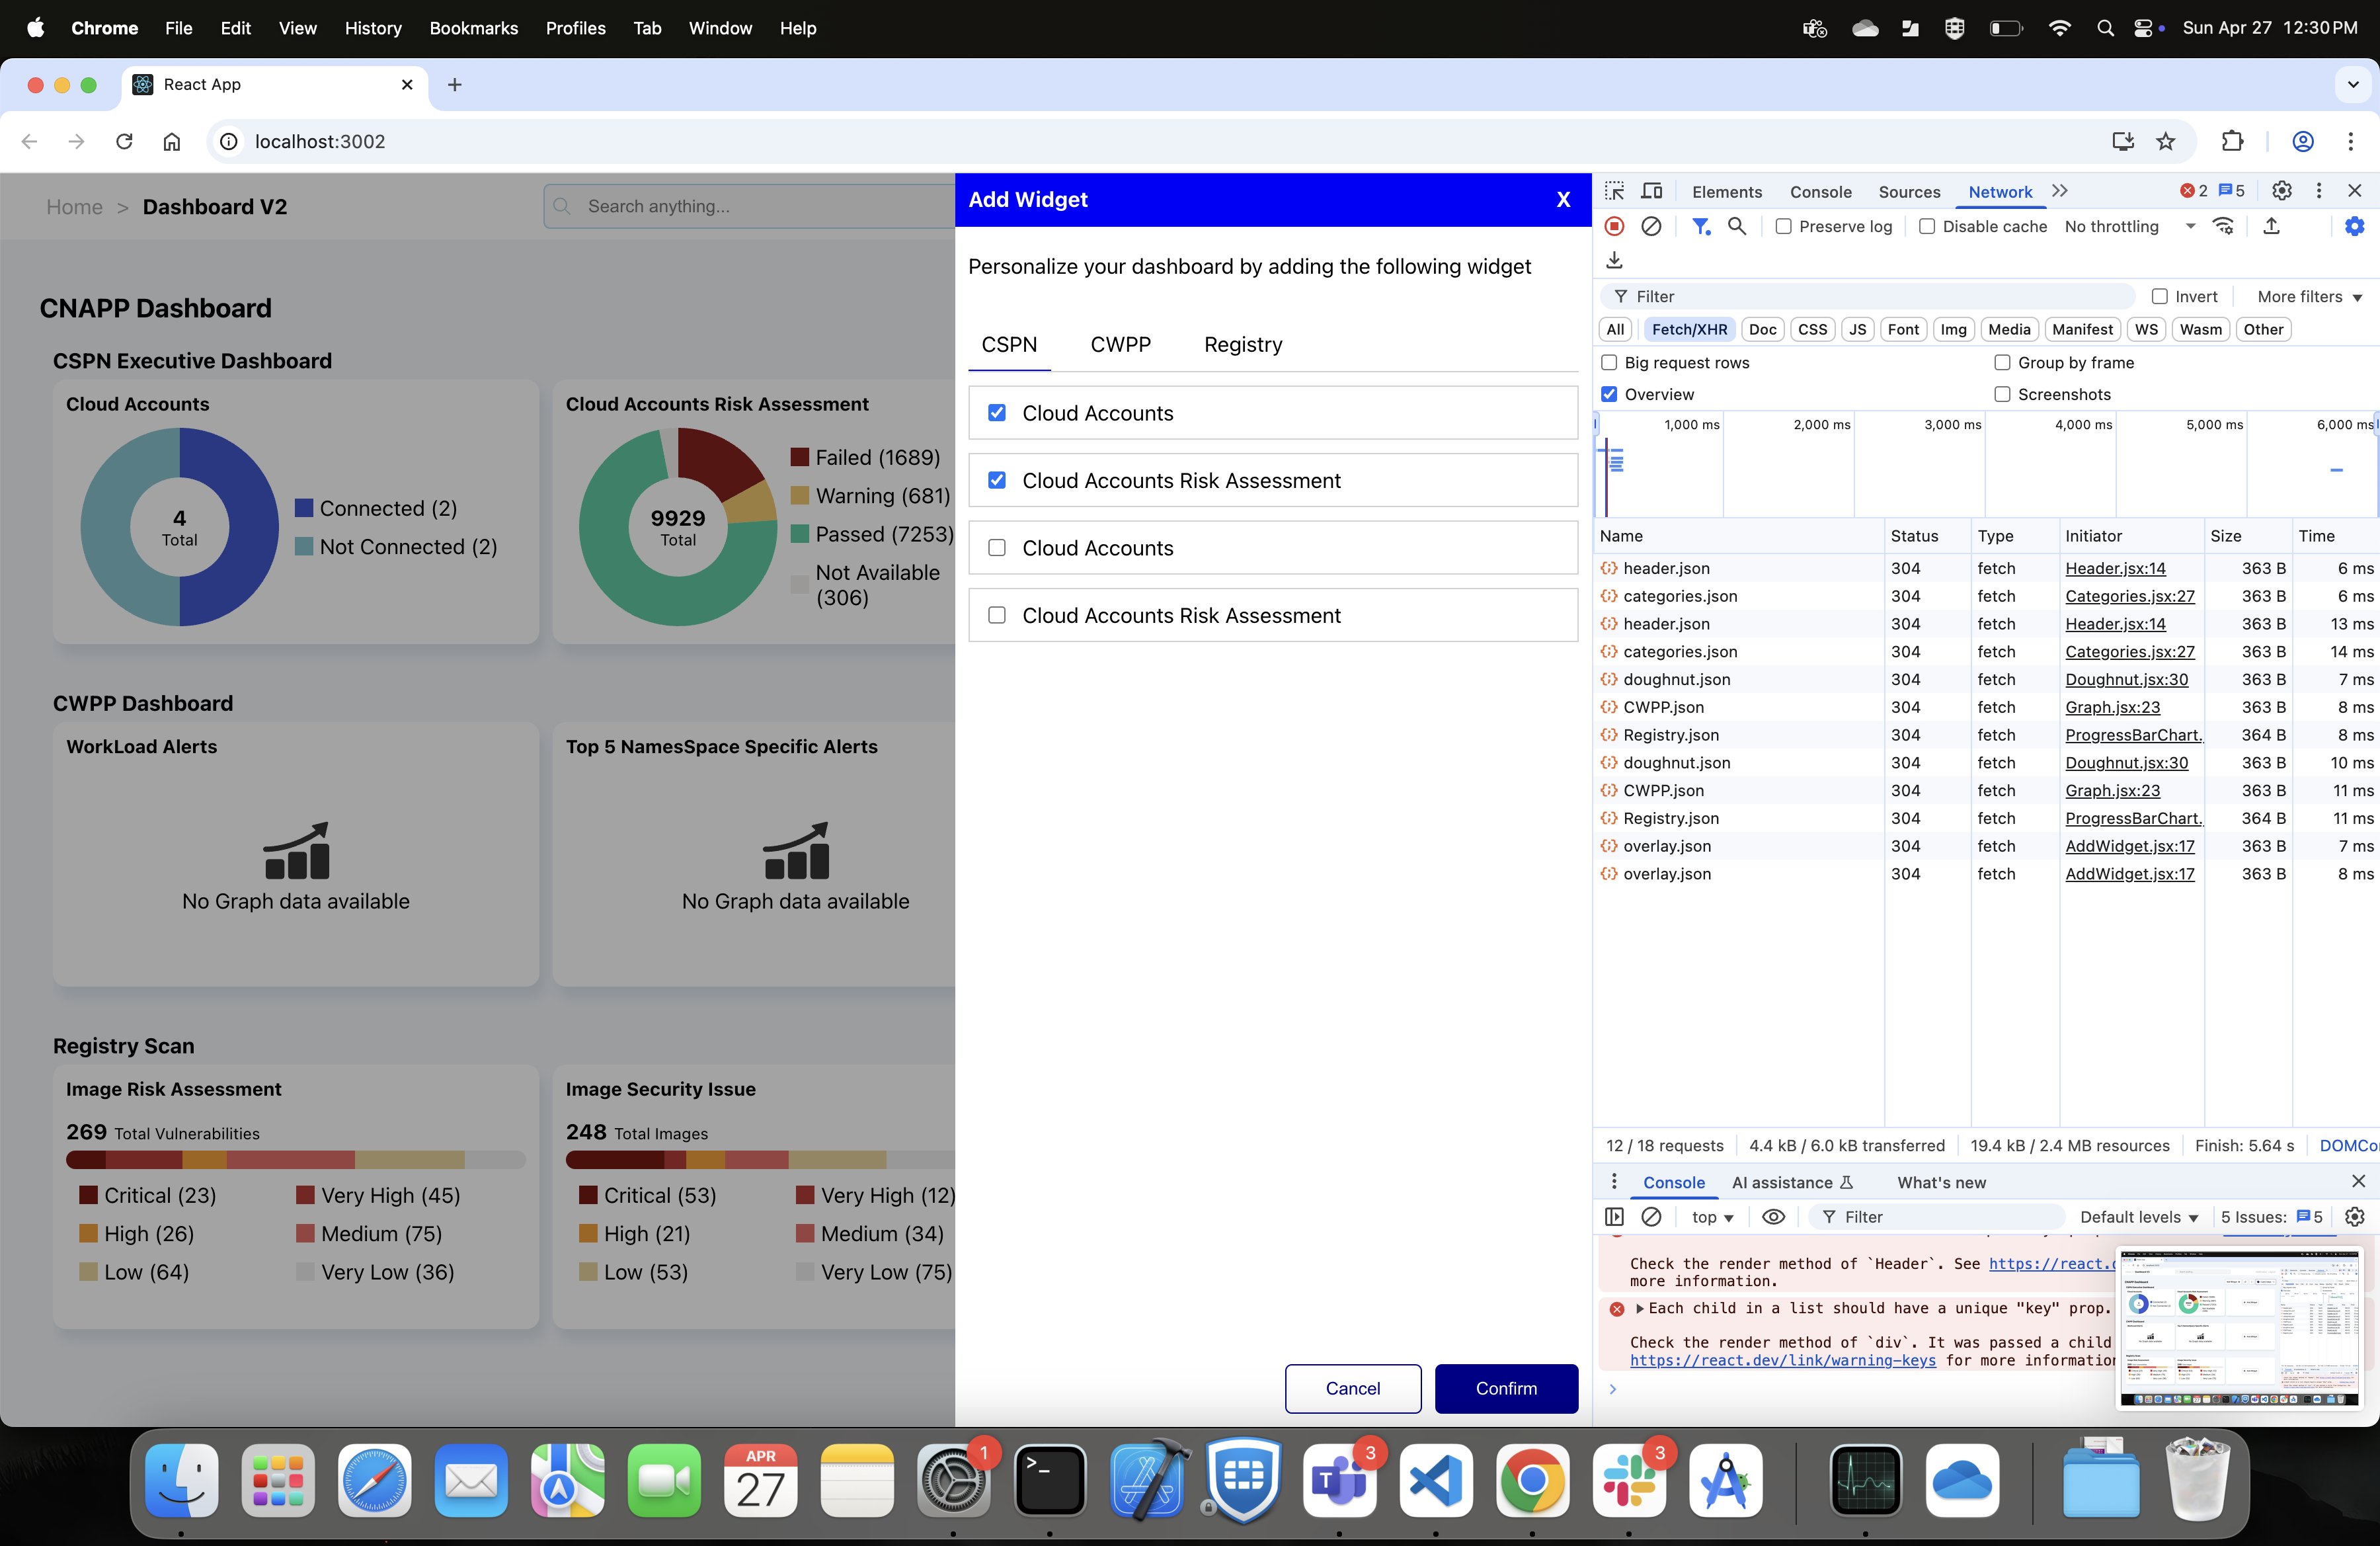 Chrome File Edit View History Bookmarks Profiles Tab Window Help Sun Apr 27 12:30 PM
React App
localhost:3002
Home > Dashboard V2
Search anything...
CNAPP Dashboard
CSPN Executive Dashboard
Cloud Accounts
4
Total
Connected (2)
Not Connected (2)
Cloud Accounts Risk Assessment
9929
Total
Failed (1689)
Warning (681)
Passed (7253)
Not Available
(306)
CWPP Dashboard
WorkLoad Alerts
No Graph data available
Top 5 NamesSpace Specific Alerts
No Graph data available
Registry Scan
Image Risk Assessment
269 Total Vulnerabilities
Critical (23) Very High (45)
High (26) Medium (75)
Low (64) Very Low (36)
Image Security Issue
248 Total Images
Critical (53) Very High (12)
High (21) Medium (34)
Low (53) Very Low (75)
Add Widget X
Personalize your dashboard by adding the following widget
CSPN CWPP Registry
Cloud Accounts
Cloud Accounts Risk Assessment
Cloud Accounts
Cloud Accounts Risk Assessment
Cancel Confirm
Elements Console Sources Network 2 5
Preserve log Disable cache No throttling
Filter Invert More filters
All Fetch/XHR Doc CSS JS Font Img Media Manifest WS Wasm Other
Big request rows Group by frame
Overview Screenshots
1,000 ms 2,000 ms 3,000 ms 4,000 ms 5,000 ms 6,000 ms
Name Status Type Initiator Size Time
header.json 304 fetch Header.jsx:14 363 B 6 ms
categories.json 304 fetch Categories.jsx:27 363 B 6 ms
header.json 304 fetch Header.jsx:14 363 B 13 ms
categories.json 304 fetch Categories.jsx:27 363 B 14 ms
doughnut.json 304 fetch Doughnut.jsx:30 363 B 7 ms
CWPP.json 304 fetch Graph.jsx:23 363 B 8 ms
Registry.json 304 fetch ProgressBarChart. 364 B 8 ms
doughnut.json 304 fetch Doughnut.jsx:30 363 B 10 ms
CWPP.json 304 fetch Graph.jsx:23 363 B 11 ms
Registry.json 304 fetch ProgressBarChart. 364 B 11 ms
overlay.json 304 fetch AddWidget.jsx:17 363 B 7 ms
overlay.json 304 fetch AddWidget.jsx:17 363 B 8 ms
12 / 18 requests 4.4 kB / 6.0 kB transferred 19.4 kB / 2.4 MB resources Finish: 5.64 s DOMCo
Console AI assistance What's new
top Filter Default levels 5 Issues: 5
Check the render method of `Header`. See https://react.
more information.
Each child in a list should have a unique "key" prop.
Check the render method of `div`. It was passed a child
https://react.dev/link/warning-keys for more information
APR
27
1
3
3